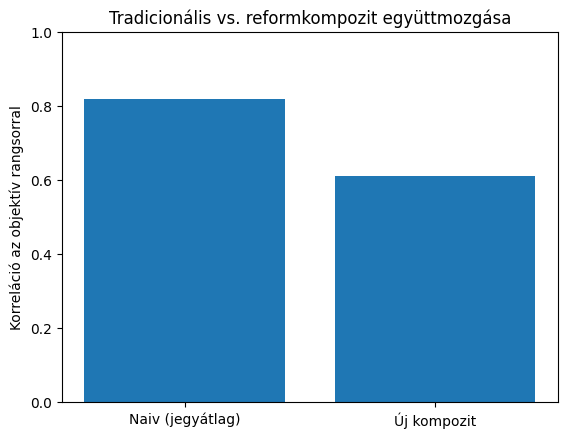 Tradicionális vs. reformkompozit együttmozgása
Korreláció az objektív rangsorral
1.0
0.8
0.6
0.4
0.2
0.0
Naiv (jegyátlag)
Új kompozit